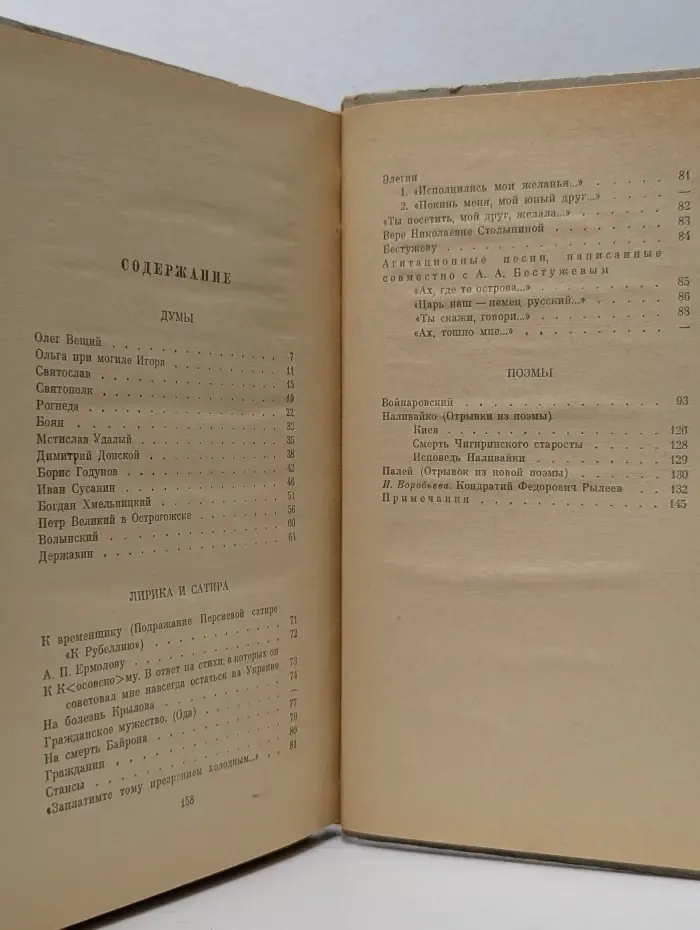 СОДЕРЖАНИЕ
ДУМЫ
Олег Вещий . . . . . . . . . . . . 7
Ольга при могиле Игоря . . . . . . . . 11
Святослав . . . . . . . . . . . . 15
Святополк . . . . . . . . . . . . 19
Рогнеда . . . . . . . . . . . . 22
Боян . . . . . . . . . . . . 32
Мстислав Удалый . . . . . . . . . . 35
Димитрий Донской . . . . . . . . . . 38
Борис Годунов . . . . . . . . . . 42
Иван Сусанин . . . . . . . . . . 46
Богдан Хмельницкий . . . . . . . . . 51
Петр Великий в Острогожске . . . . . . . 56
Волынский . . . . . . . . . . . . 60
Державин . . . . . . . . . . . . 64
ЛИРИКА И САТИРА
К временщику (Подражание Персиевой сатире
«К Рубеллию») . . . . . . . . . . 71
А. П. Ермолову . . . . . . . . . . 72
К К<осовско>му. В ответ на стихи, в которых он
советовал мне навсегда остаться на Украине 73
На болезнь Крылова . . . . . . . . . 74
Гражданское мужество. (Ода) . . . . . . . —
На смерть Байрона . . . . . . . . . 77
Гражданин . . . . . . . . . . . 79
Стансы . . . . . . . . . . . . 80
«Заплатимте тому презрением холодным...» . . 81
158
Элегии
1. «Исполнились мои желанья...» . . . . . 81
2. «Покинь меня, мой юный друг...» . . . . —
«Ты посетить, мой друг, желала...» . . . . . 82
Вере Николаевне Столыпиной . . . . . . 83
Бестужеву . . . . . . . . . . . . 84
Агитационные песни, написанные
совместно с А. А. Бестужевым
«Ах, где те острова...» . . . . . . . . 85
«Царь наш — немец русский...» . . . . . 86
«Ты скажи, говори...» . . . . . . . . 88
«Ах, тошно мне...» . . . . . . . . . —
ПОЭМЫ
Войнаровский . . . . . . . . . . . 93
Наливайко (Отрывки из поэмы)
Киев . . . . . . . . . . . . 126
Смерть Чигиринского старосты . . . . . 128
Исповедь Наливайки . . . . . . . . 129
Палей (Отрывок из новой поэмы) . . . . . 130
И. Воробьева. Кондратий Федорович Рылеев . . 132
Примечания . . . . . . . . . . . 145